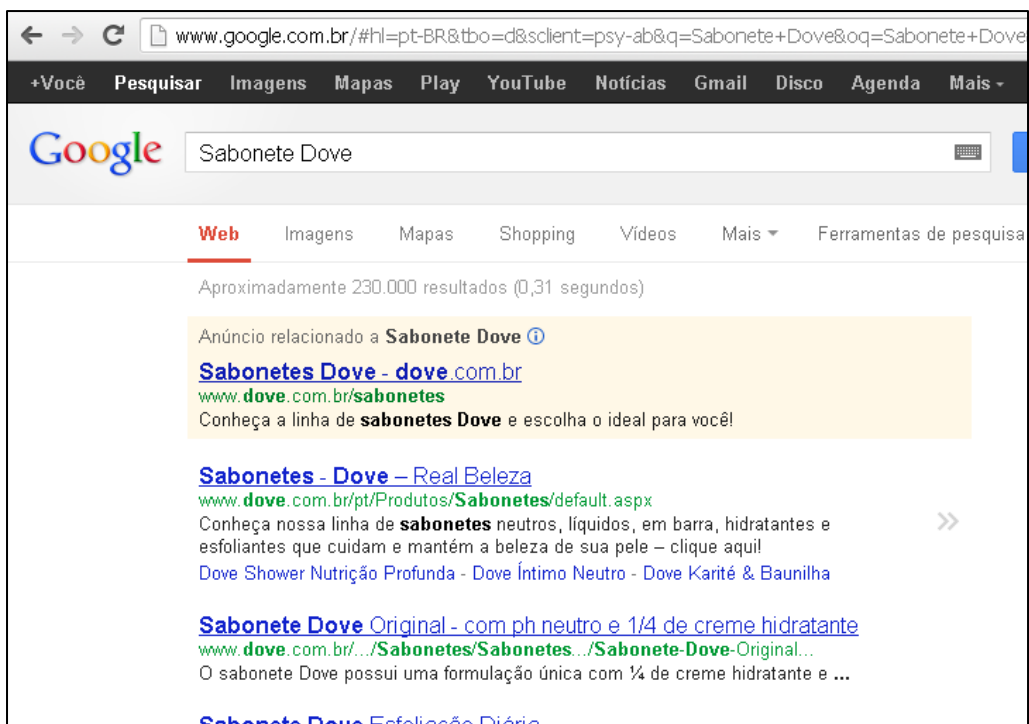 www.google.com.br/#hl=pt-BR&tbo=d&sclient=psy-ab&q=Sabonete+Dove&oq=Sabonete+Dove
+Você Pesquisar Imagens Mapas Play YouTube Notícias Gmail Disco Agenda Mais
Google Sabonete Dove
Web Imagens Mapas Shopping Vídeos Mais Ferramentas de pesquisa
Aproximadamente 230.000 resultados (0,31 segundos)
Anúncio relacionado a Sabonete Dove
Sabonetes Dove - dove.com.br
www.dove.com.br/sabonetes
Conheça a linha de sabonetes Dove e escolha o ideal para você!
Sabonetes - Dove – Real Beleza
www.dove.com.br/pt/Produtos/Sabonetes/default.aspx
Conheça nossa linha de sabonetes neutros, líquidos, em barra, hidratantes e
esfoliantes que cuidam e mantém a beleza de sua pele – clique aqui!
Dove Shower Nutrição Profunda - Dove Íntimo Neutro - Dove Karité & Baunilha
Sabonete Dove Original - com ph neutro e 1/4 de creme hidratante
www.dove.com.br/.../Sabonetes/Sabonetes.../Sabonete-Dove-Original...
O sabonete Dove possui uma formulação única com ¼ de creme hidratante e ...
Sabonete Dove Esfoliação Diária